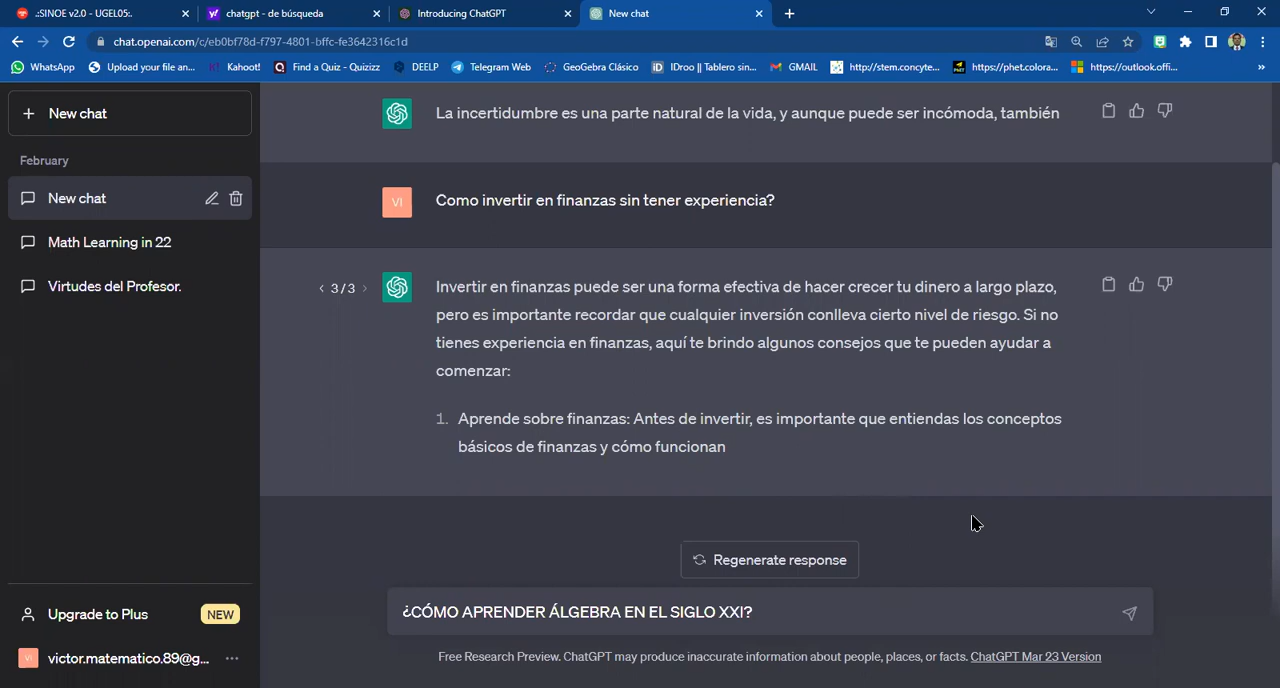 .:SINOE v2.0 - UGEL05:.
chatgpt - de búsqueda
Introducing ChatGPT
New chat
chat.openai.com/c/eb0bf78d-f797-4801-bffc-fe3642316c1d
WhatsApp
Upload your file an...
Kahoot!
Find a Quiz - Quizizz
DEELP
Telegram Web
GeoGebra Clásico
iD
IDroo || Tablero sin...
GMAIL
http://stem.concyte...
https://phet.colora...
https://outlook.offi...
»
+ New chat
February
New chat
Math Learning in 22
Virtudes del Profesor.
La incertidumbre es una parte natural de la vida, y aunque puede ser incómoda, también
VI
Como invertir en finanzas sin tener experiencia?
< 3 / 3 >
Invertir en finanzas puede ser una forma efectiva de hacer crecer tu dinero a largo plazo,
pero es importante recordar que cualquier inversión conlleva cierto nivel de riesgo. Si no
tienes experiencia en finanzas, aquí te brindo algunos consejos que te pueden ayudar a
comenzar:
1. Aprende sobre finanzas: Antes de invertir, es importante que entiendas los conceptos
básicos de finanzas y cómo funcionan
Regenerate response
¿CÓMO APRENDER ÁLGEBRA EN EL SIGLO XXI?
Free Research Preview. ChatGPT may produce inaccurate information about people, places, or facts. ChatGPT Mar 23 Version
Upgrade to Plus
NEW
VI
victor.matematico.89@g...